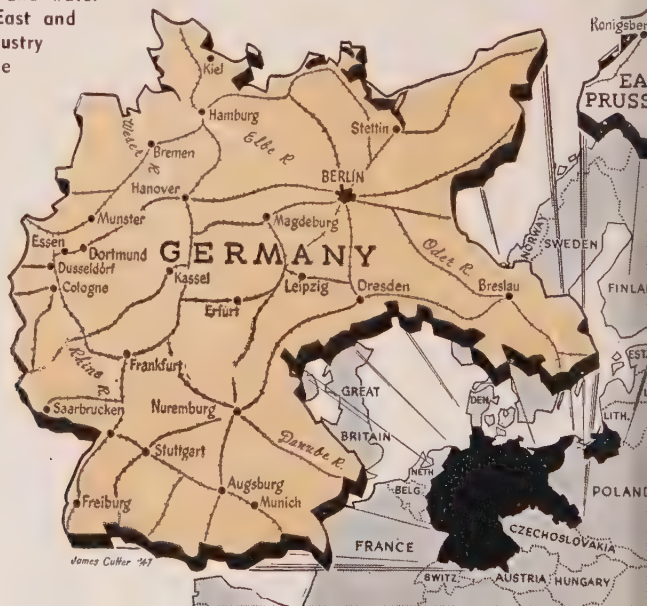 East and
ustry
e
Konigsber
EA
PRUSS
Kiel
Hamburg
Stettin
Weser R.
Elbe R.
Bremen
BERLIN
Hanover
Munster
Magdeburg
Essen
Dortmund
GERMANY
Oder R.
NORWAY
SWEDEN
Dusseldorf
Kassel
Leipzig
Dresden
Breslau
FINLA
Cologne
Erfurt
Rhine R.
Frankfurt
EST.
GREAT
BRITAIN
DEN.
LITH.
Saarbrucken
Nuremburg
Danube R.
Stuttgart
NETH
BELG.
POLAND
Augsburg
Munich
Freiburg
CZECHOSLOVAKIA
FRANCE
James Cutter '47
SWITZ.
AUSTRIA
HUNGARY